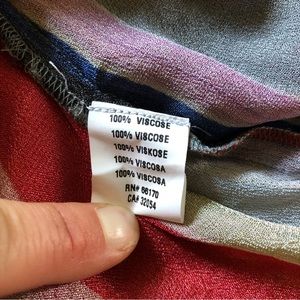 100% VISCOSE
100% VISCOSE
100% VISKOSE
100% VISCOSA
100% VISCOSA
RN# 66170
CA# 32054